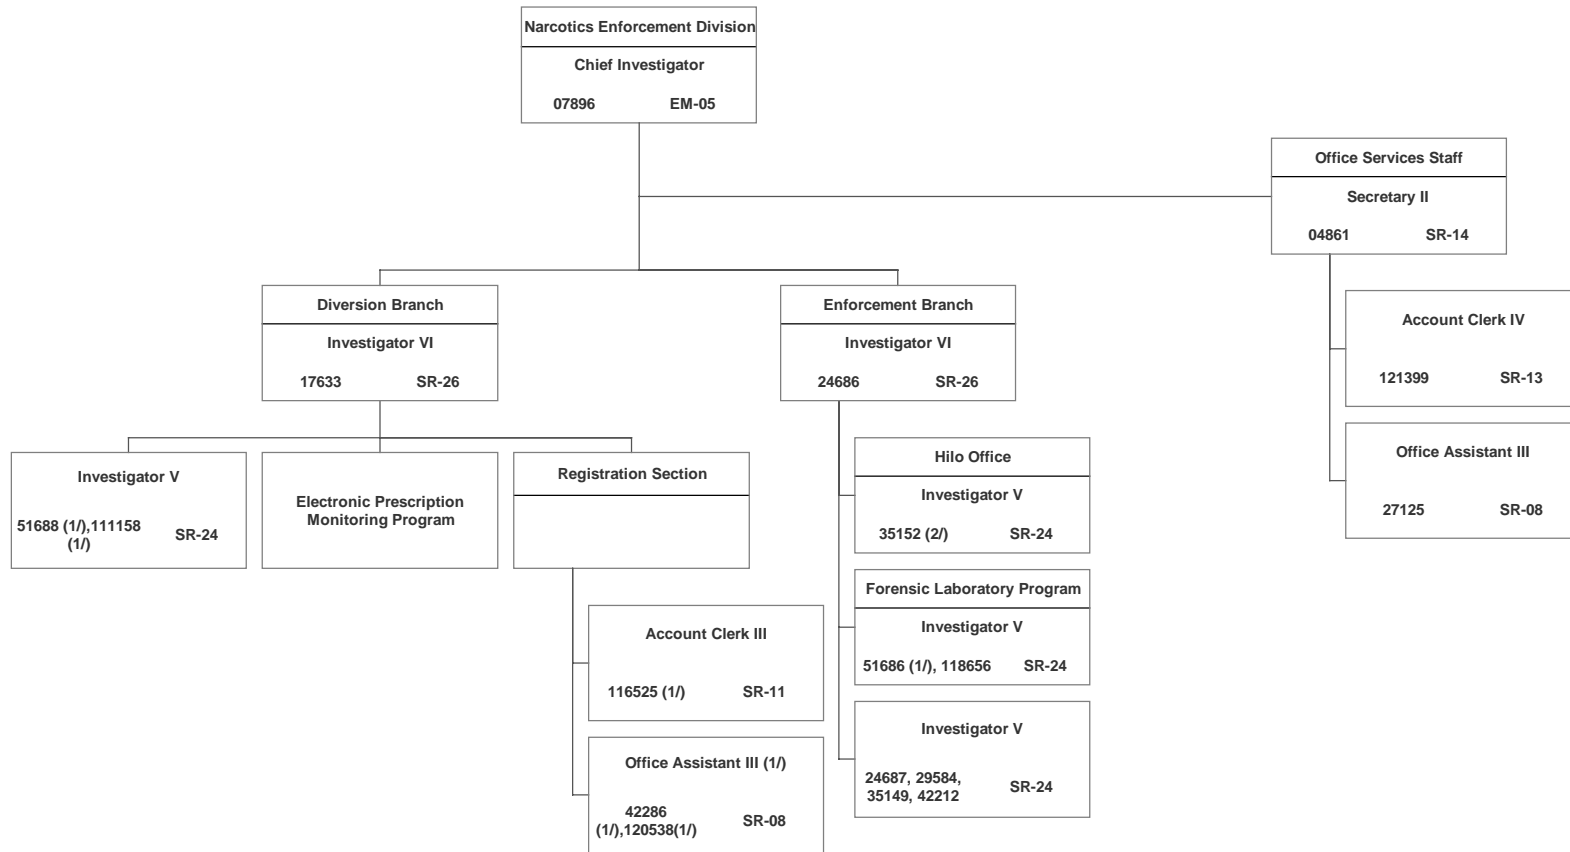 Narcotics Enforcement Division
Chief Investigator
07896 EM-05
Office Services Staff
Secretary II
04861 SR-14
Account Clerk IV
121399 SR-13
Office Assistant III
27125 SR-08
Diversion Branch
Investigator VI
17633 SR-26
Enforcement Branch
Investigator VI
24686 SR-26
Investigator V
51688 (1/),111158
(1/)
SR-24
Electronic Prescription
Monitoring Program
Registration Section
Account Clerk III
116525 (1/) SR-11
Office Assistant III (1/)
42286
(1/),120538(1/)
SR-08
Hilo Office
Investigator V
35152 (2/) SR-24
Forensic Laboratory Program
Investigator V
51686 (1/), 118656 SR-24
Investigator V
24687, 29584,
35149, 42212
SR-24